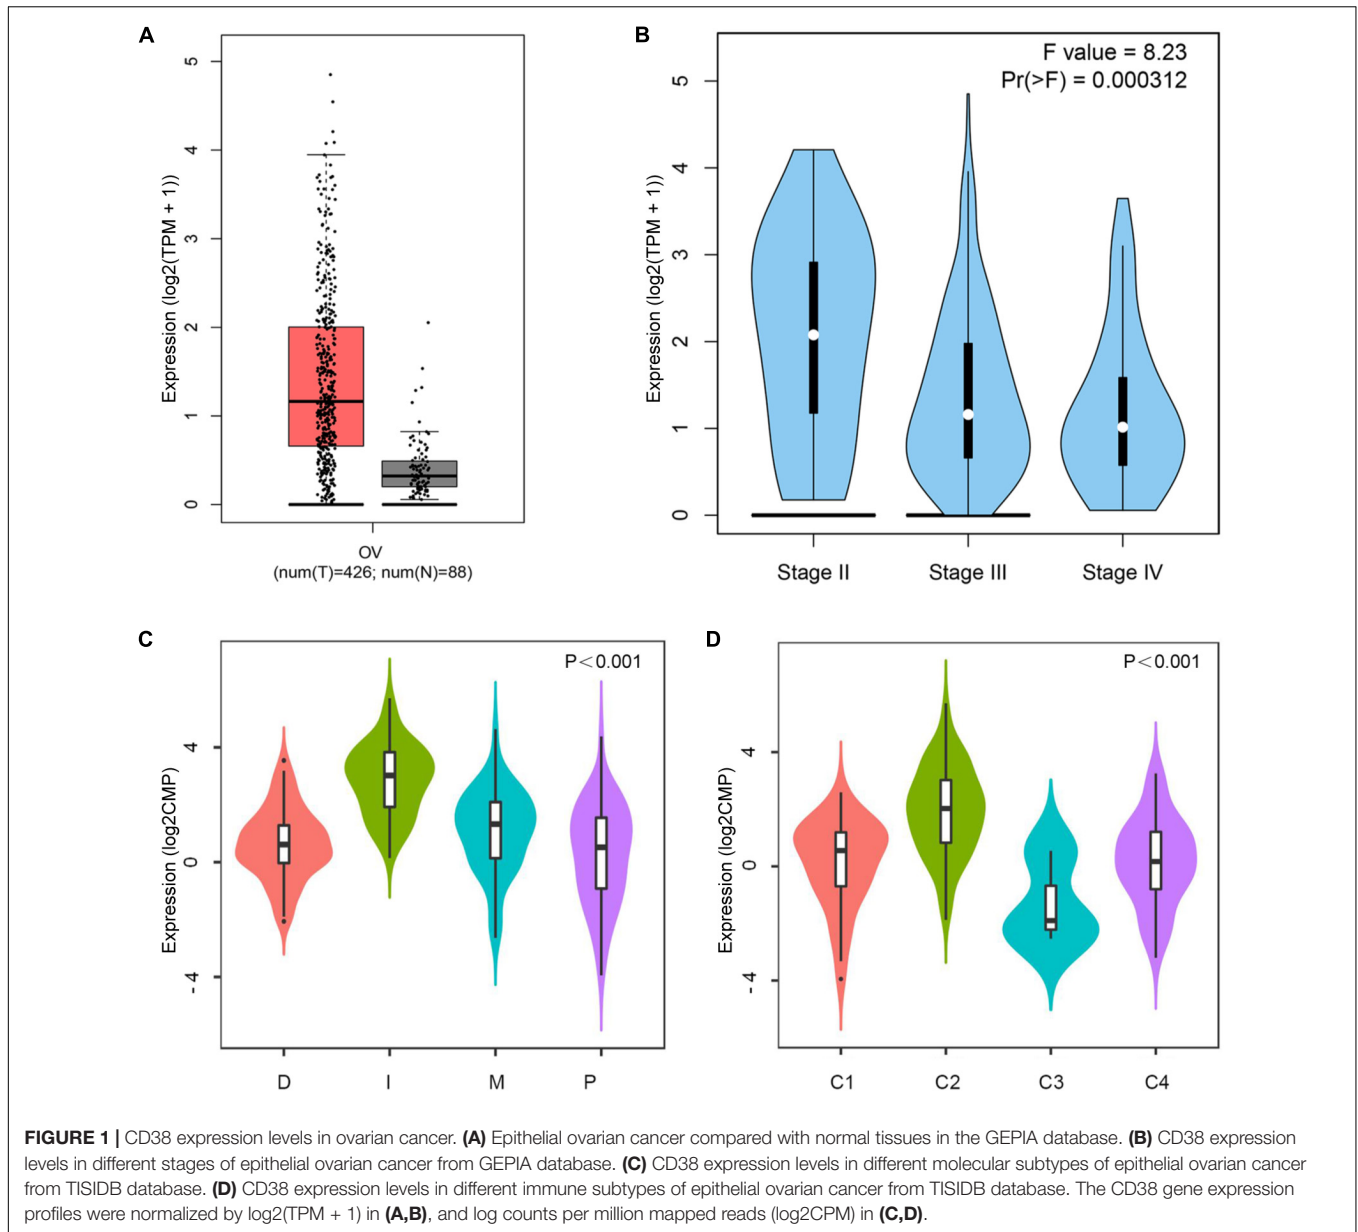 A
5
4
3
2
1
0
Expression (log2(TPM + 1))
OV
(num(T)=426; num(N)=88)
B
F value = 8.23
Pr(>F) = 0.000312
5
4
3
2
1
0
Expression (log2(TPM + 1))
Stage II
Stage III
Stage IV
C
P<0.001
4
0
- 4
Expression (log2CMP)
D
I
M
P
D
P<0.001
4
0
- 4
Expression (log2CMP)
C1
C2
C3
C4
FIGURE 1 | CD38 expression levels in ovarian cancer. (A) Epithelial ovarian cancer compared with normal tissues in the GEPIA database. (B) CD38 expression
levels in different stages of epithelial ovarian cancer from GEPIA database. (C) CD38 expression levels in different molecular subtypes of epithelial ovarian cancer
from TISIDB database. (D) CD38 expression levels in different immune subtypes of epithelial ovarian cancer from TISIDB database. The CD38 gene expression
profiles were normalized by log2(TPM + 1) in (A,B), and log counts per million mapped reads (log2CPM) in (C,D).